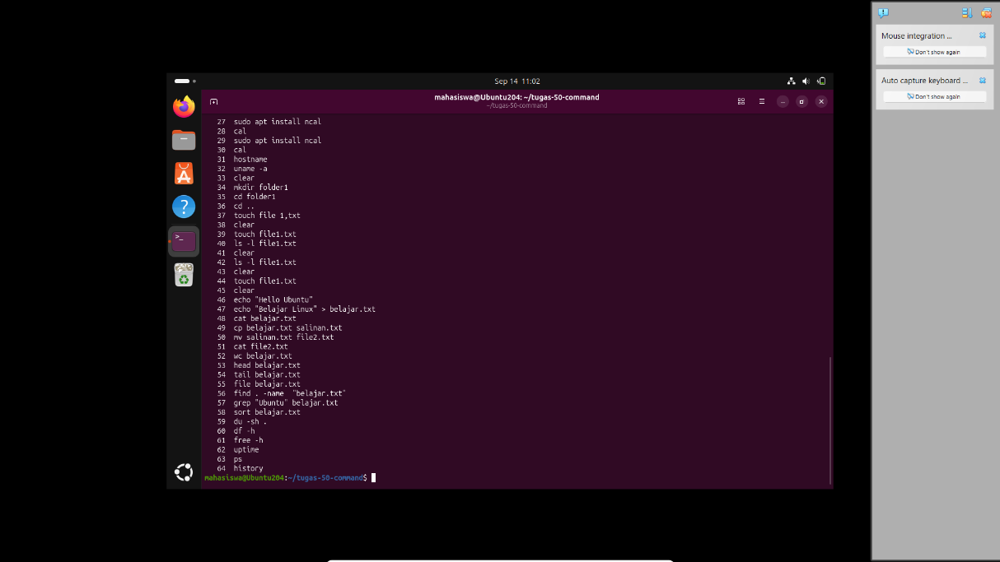 Sep 14 11:02
mahasiswa@Ubuntu204: ~/tugas-50-command
~/tugas-50-command
27 sudo apt install ncal
28 cal
29 sudo apt install ncal
30 cal
31 hostname
32 uname -a
33 clear
34 mkdir folder1
35 cd folder1
36 cd ..
37 touch file 1,txt
38 clear
39 touch file1.txt
40 ls -l file1.txt
41 clear
42 ls -l file1.txt
43 clear
44 touch file1.txt
45 clear
46 echo "Hello Ubuntu"
47 echo "Belajar Linux" > belajar.txt
48 cat belajar.txt
49 cp belajar.txt salinan.txt
50 mv salinan.txt file2.txt
51 cat file2.txt
52 wc belajar.txt
53 head belajar.txt
54 tail belajar.txt
55 file belajar.txt
56 find . -name  "belajar.txt"
57 grep "Ubuntu" belajar.txt
58 sort belajar.txt
59 du -sh .
60 df -h
61 free -h
62 uptime
63 ps
64 history
mahasiswa@Ubuntu204:~/tugas-50-command$
Mouse integration ...
Don't show again
Auto capture keyboard ...
Don't show again